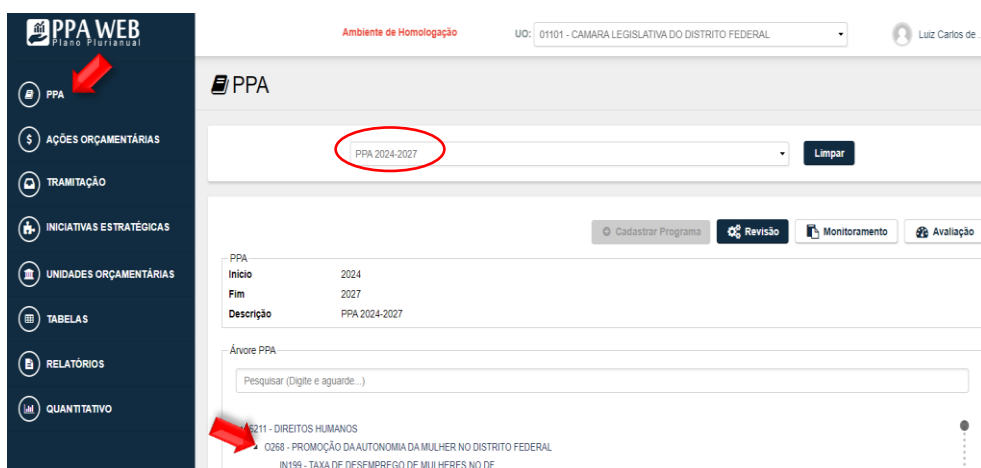 PPA WEB
Plano Plurianual
Ambiente de Homologação
UO: 01101 - CAMARA LEGISLATIVA DO DISTRITO FEDERAL
Luiz Carlos de ..
PPA
PPA
AÇÕES ORÇAMENTÁRIAS
PPA 2024-2027
Limpar
TRAMITAÇÃO
INICIATIVAS ESTRATÉGICAS
Cadastrar Programa
Revisão
Monitoramento
Avaliação
UNIDADES ORÇAMENTÁRIAS
PPA
Início 2024
Fim 2027
Descrição PPA 2024-2027
TABELAS
Árvore PPA
RELATÓRIOS
Pesquisar (Digite e aguarde...)
QUANTITATIVO
6211 - DIREITOS HUMANOS
O268 - PROMOÇÃO DA AUTONOMIA DA MULHER NO DISTRITO FEDERAL
IN199 - TAXA DE DESEMPREGO DE MULHERES NO DF